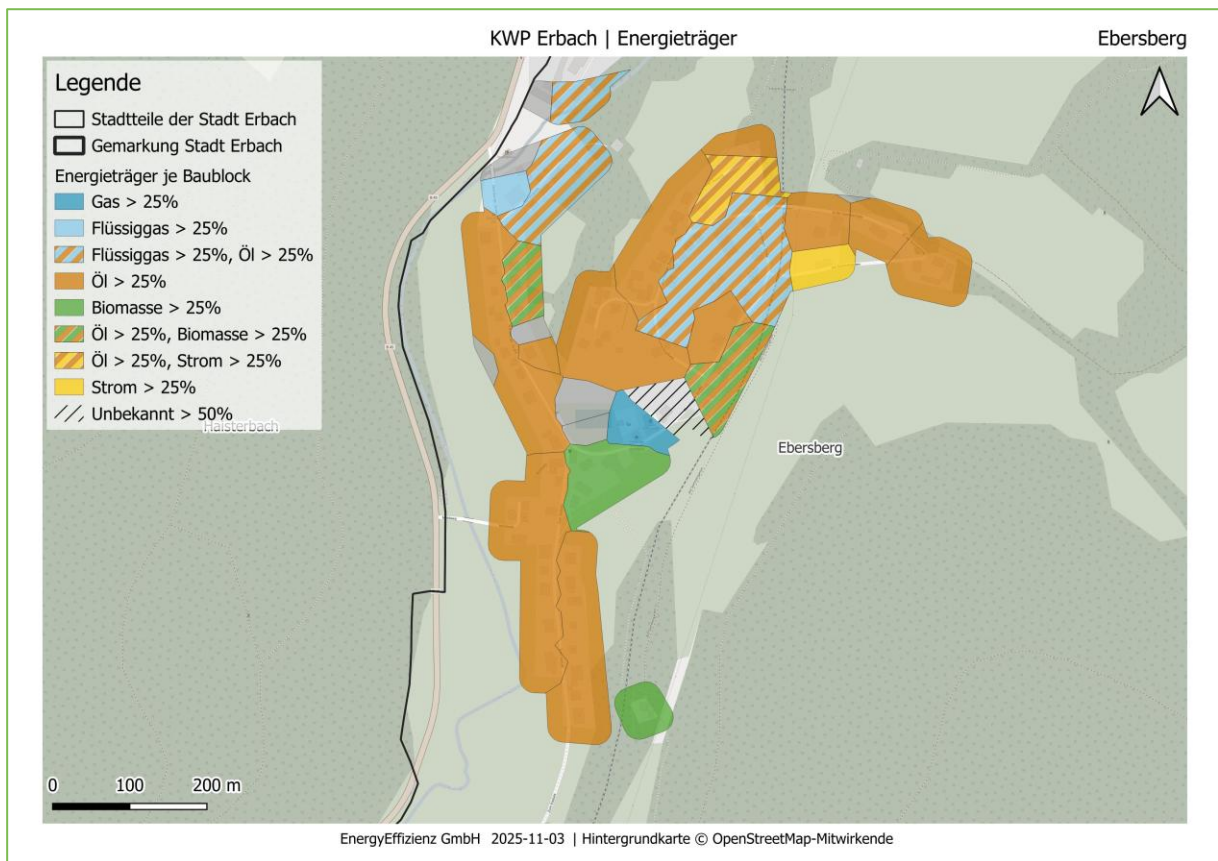 KWP Erbach | Energieträger
Ebersberg
Legende
Stadtteile der Stadt Erbach
Gemarkung Stadt Erbach
Energieträger je Baublock
Gas > 25%
Flüssiggas > 25%
Flüssiggas > 25%, Öl > 25%
Öl > 25%
Biomasse > 25%
Öl > 25%, Biomasse > 25%
Öl > 25%, Strom > 25%
Strom > 25%
Unbekannt > 50%
Haisterbach
Ebersberg
0 100 200 m
EnergyEffizienz GmbH 2025-11-03 | Hintergrundkarte © OpenStreetMap-Mitwirkende